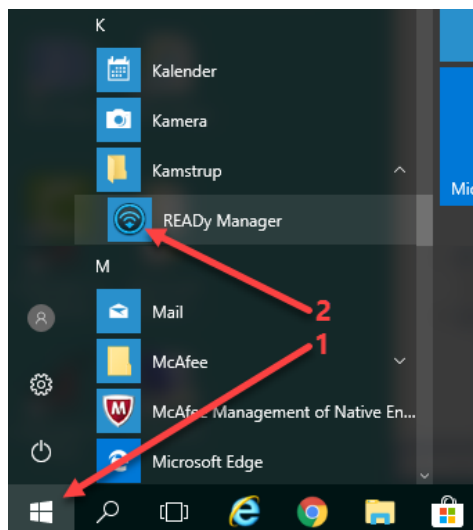 K
Kalender
Kamera
Kamstrup
READy Manager
M
Mail
McAfee
McAfee Management of Native En...
Microsoft Edge
Mic
2
1